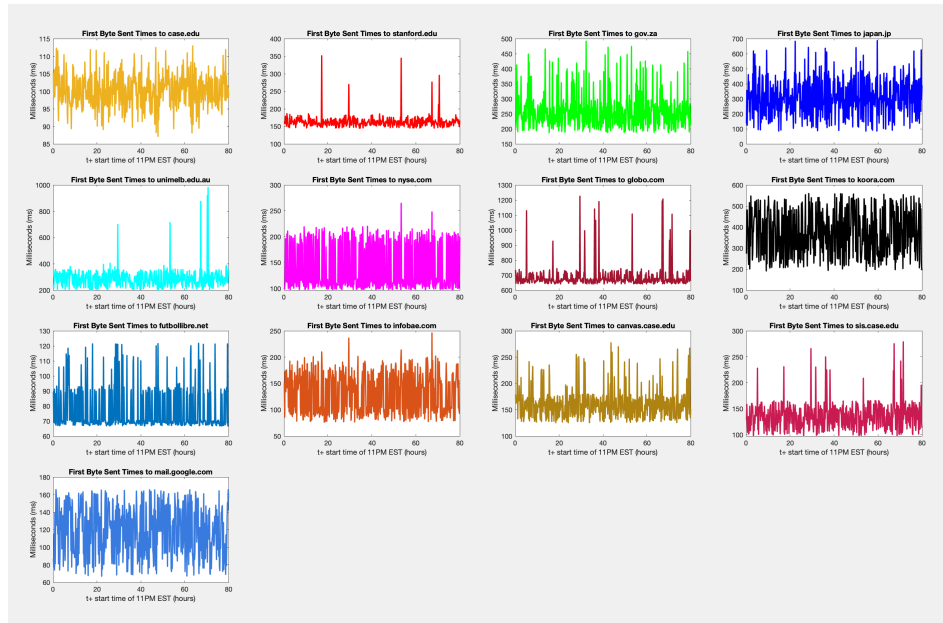 First Byte Sent Times to case.edu
Milliseconds (ms)
115
110
105
100
95
90
85
0 20 40 60 80
t+ start time of 11PM EST (hours)
First Byte Sent Times to stanford.edu
Milliseconds (ms)
400
350
300
250
200
150
100
0 20 40 60 80
t+ start time of 11PM EST (hours)
First Byte Sent Times to gov.za
Milliseconds (ms)
500
450
400
350
300
250
200
150
0 20 40 60 80
t+ start time of 11PM EST (hours)
First Byte Sent Times to japan.jp
Milliseconds (ms)
700
600
500
400
300
200
100
0
0 20 40 60 80
t+ start time of 11PM EST (hours)
First Byte Sent Times to unimelb.edu.au
Milliseconds (ms)
1000
800
600
400
200
0 20 40 60 80
t+ start time of 11PM EST (hours)
First Byte Sent Times to nyse.com
Milliseconds (ms)
300
250
200
150
100
0 20 40 60 80
t+ start time of 11PM EST (hours)
First Byte Sent Times to globo.com
Milliseconds (ms)
1300
1200
1100
1000
900
800
700
600
0 20 40 60 80
t+ start time of 11PM EST (hours)
First Byte Sent Times to koora.com
Milliseconds (ms)
600
500
400
300
200
100
0 20 40 60 80
t+ start time of 11PM EST (hours)
First Byte Sent Times to futbollibre.net
Milliseconds (ms)
130
120
110
100
90
80
70
60
0 20 40 60 80
t+ start time of 11PM EST (hours)
First Byte Sent Times to infobae.com
Milliseconds (ms)
250
200
150
100
50
0 20 40 60 80
t+ start time of 11PM EST (hours)
First Byte Sent Times to canvas.case.edu
Milliseconds (ms)
300
250
200
150
100
0 20 40 60 80
t+ start time of 11PM EST (hours)
First Byte Sent Times to sis.case.edu
Milliseconds (ms)
300
250
200
150
100
0 20 40 60 80
t+ start time of 11PM EST (hours)
First Byte Sent Times to mail.google.com
Milliseconds (ms)
180
160
140
120
100
80
60
0 20 40 60 80
t+ start time of 11PM EST (hours)